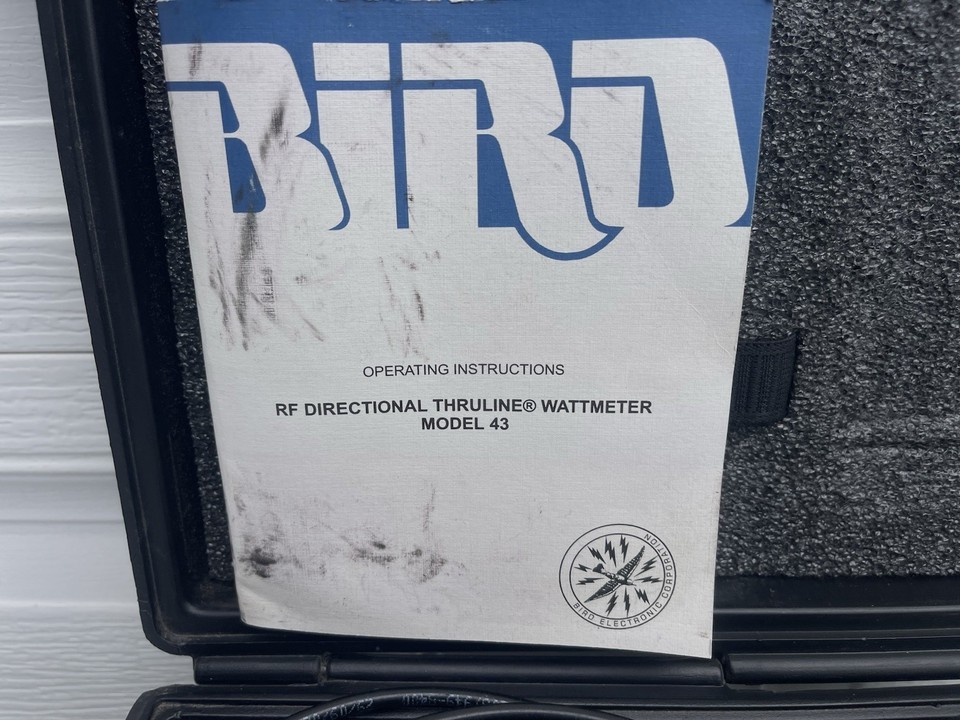 BIRD
OPERATING INSTRUCTIONS
RF DIRECTIONAL THRULINE® WATTMETER
MODEL 43
BIRD ELECTRONIC CORPORATION